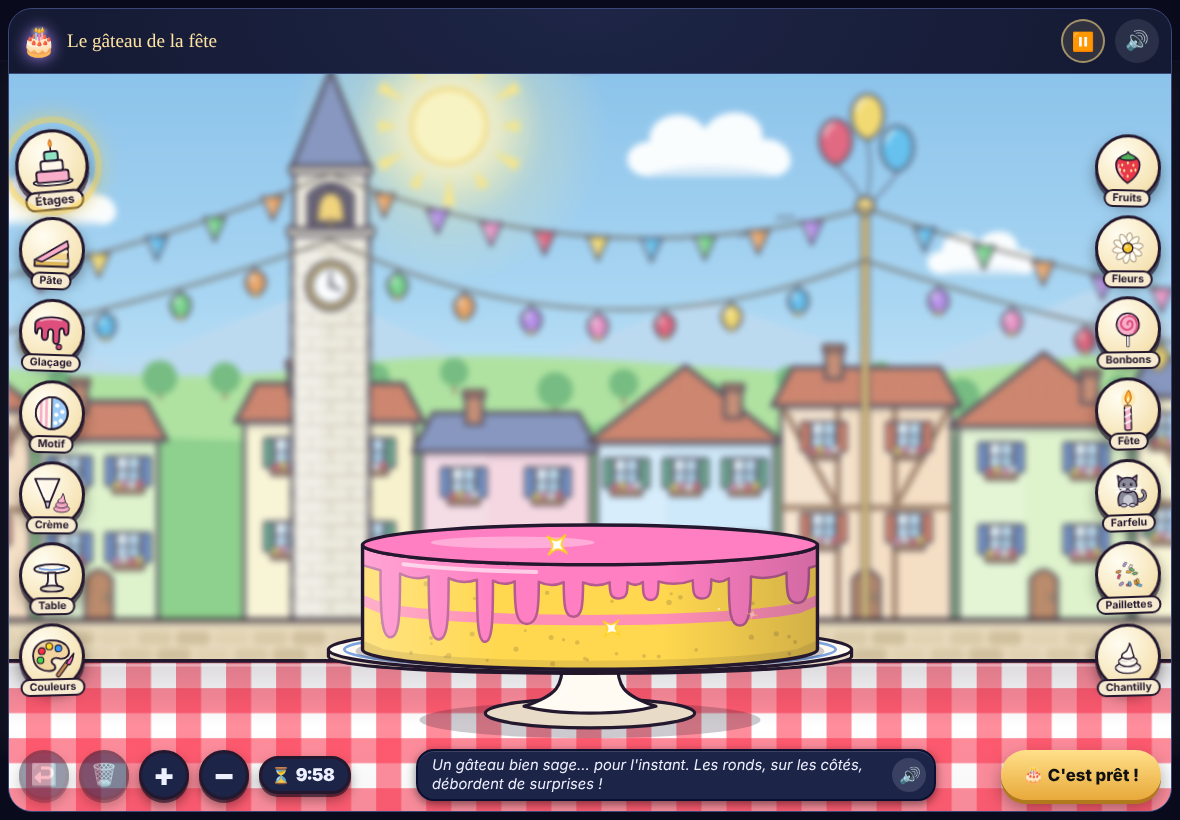 Le gâteau de la fête
Étages
Pâte
Glaçage
Motif
Crème
Table
Couleurs
Fruits
Fleurs
Bonbons
Fête
Farfelu
Paillettes
Chantilly
9:58
Un gâteau bien sage... pour l'instant. Les ronds, sur les côtés,
débordent de surprises !
C'est prêt !